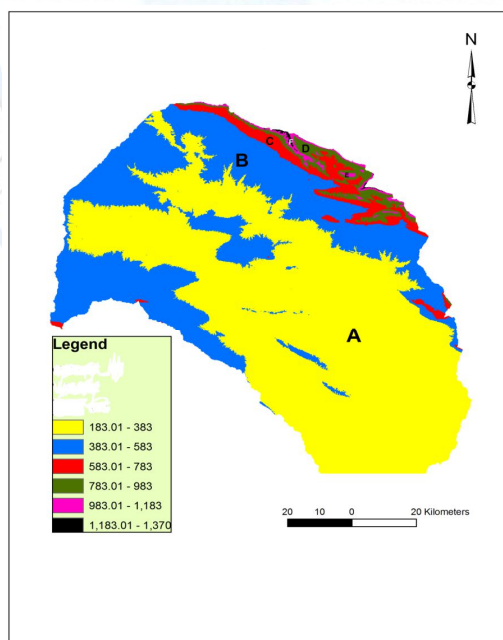 N
C
D
B
E
A
Legend
183.01 - 383
383.01 - 583
583.01 - 783
783.01 - 983
983.01 - 1,183
1,183.01 - 1,370
20 10 0 20 Kilometers